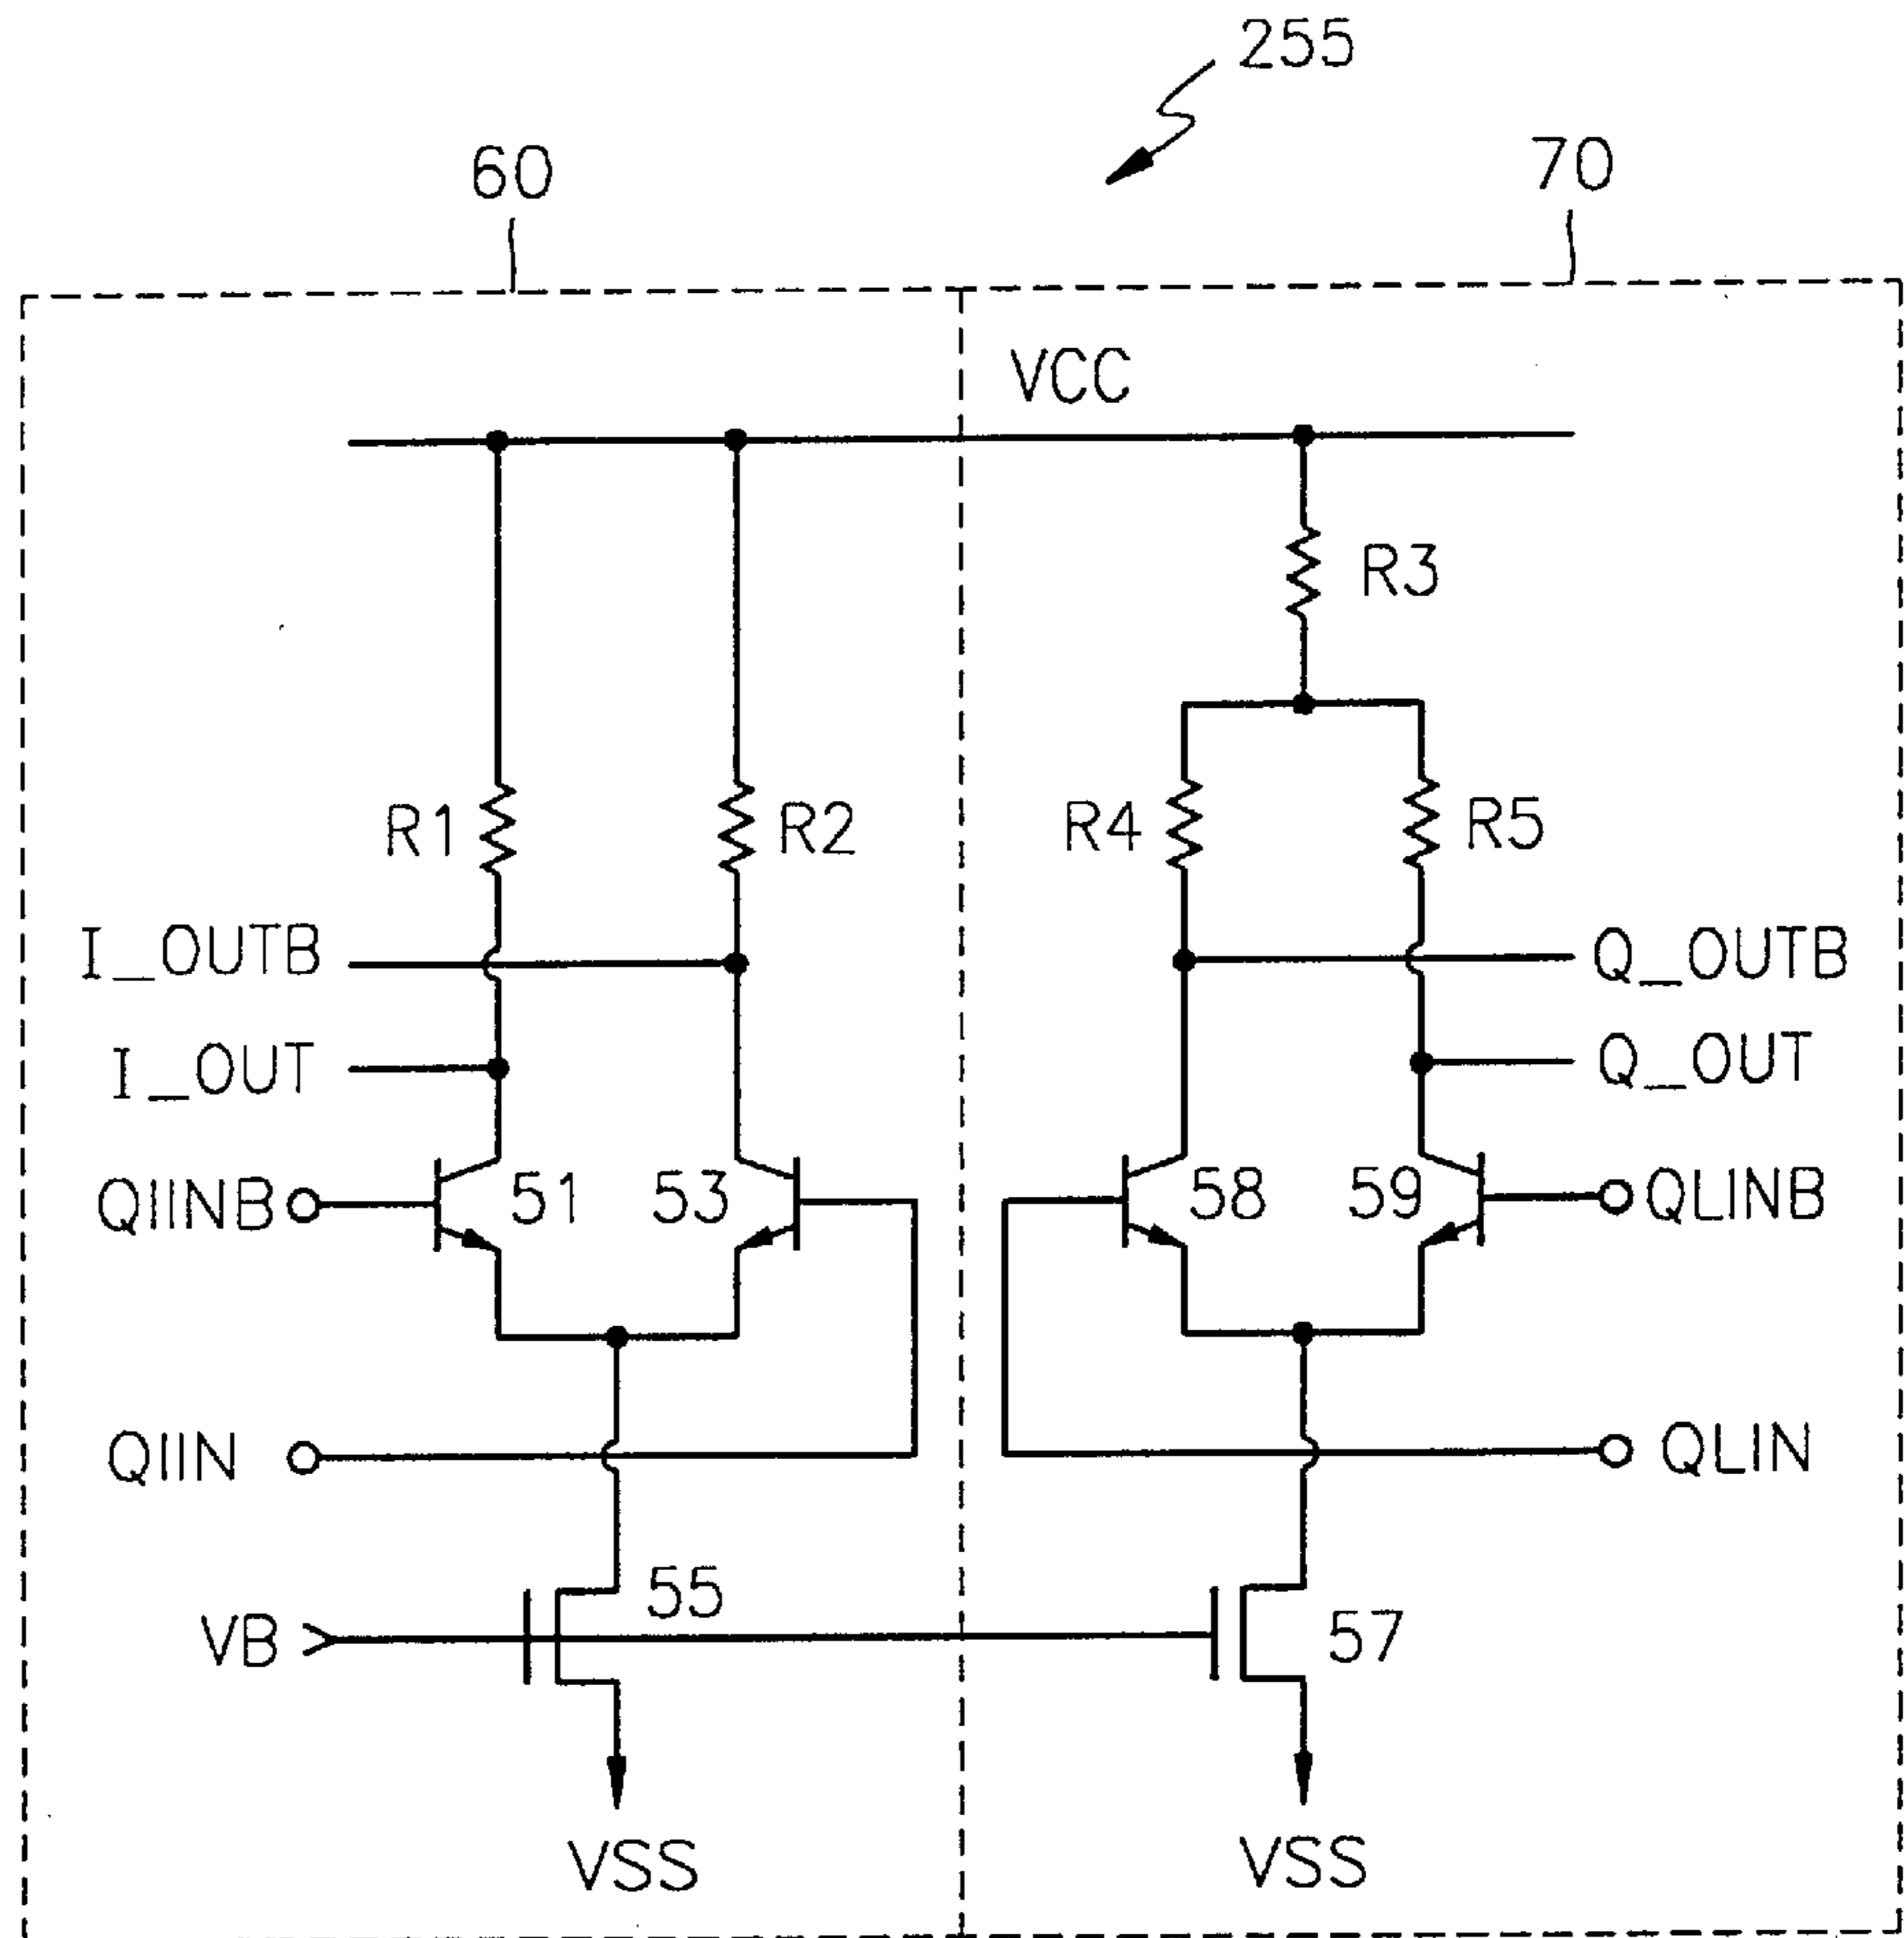 255
60
70
VCC
R3
R1
R2
R4
R5
I_OUTB
Q_OUTB
I_OUT
Q_OUT
QIINB
51
53
58
59
QLINB
QIIN
QLIN
55
VB
57
VSS
VSS